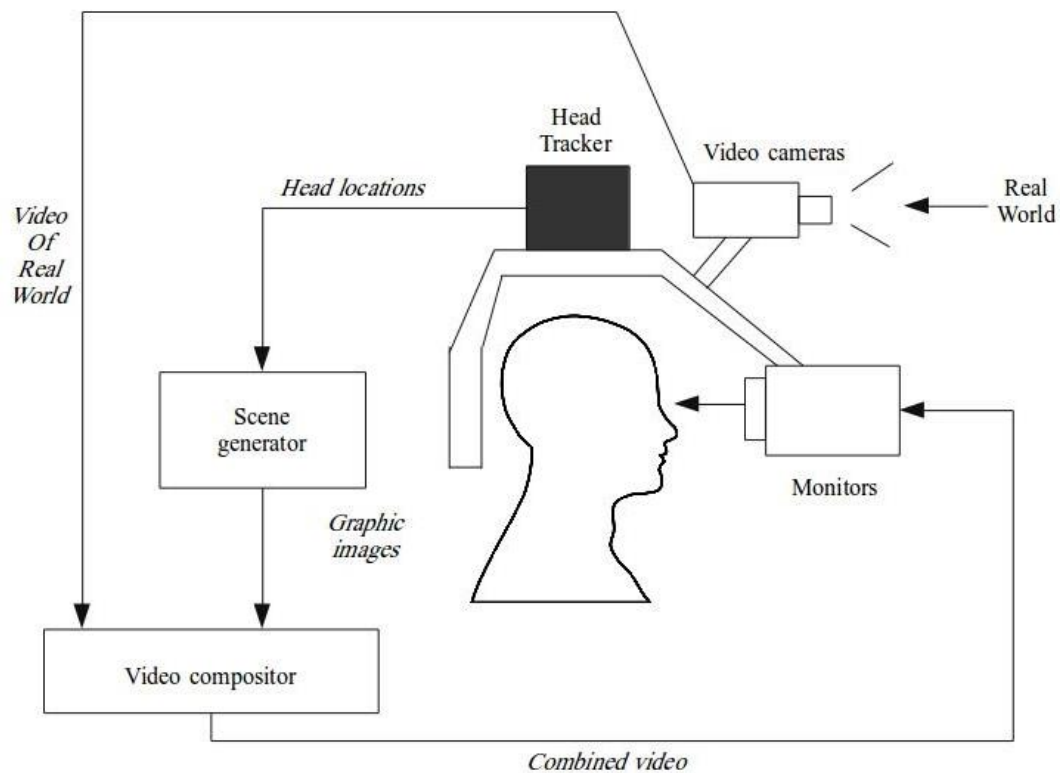 Head
Tracker
Video cameras
Head locations
Real
World
Video
Of
Real
World
Scene
generator
Monitors
Graphic
images
Video compositor
Combined video